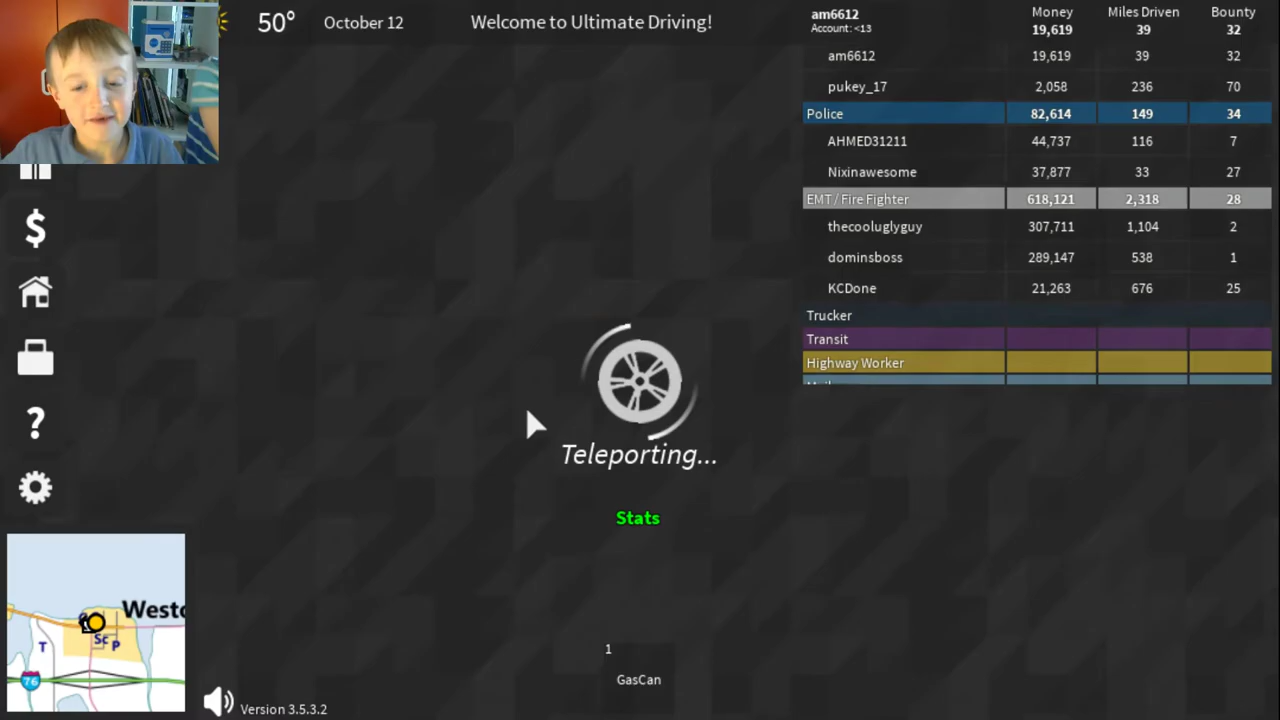 50° October 12 Welcome to Ultimate Driving!
am6612 Money Miles Driven Bounty
Account: <13 19,619 39 32
am6612 19,619 39 32
pukey_17 2,058 236 70
Police 82,614 149 34
AHMED31211 44,737 116 7
Nixinawesome 37,877 33 27
EMT / Fire Fighter 618,121 2,318 28
thecooluglyguy 307,711 1,104 2
dominsboss 289,147 538 1
KCDone 21,263 676 25
Trucker
Transit
Highway Worker
$
?
Teleporting...
Stats
1
GasCan
Westo
Sc
P
T
76
Version 3.5.3.2